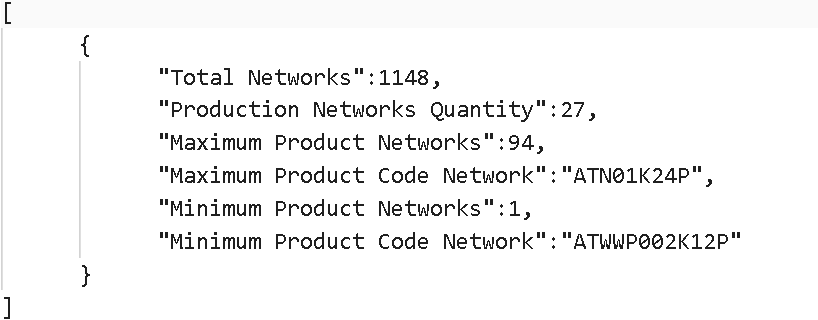 [
{
"Total Networks":1148,
"Production Networks Quantity":27,
"Maximum Product Networks":94,
"Maximum Product Code Network":"ATN01K24P",
"Minimum Product Networks":1,
"Minimum Product Code Network":"ATWWP002K12P"
}
]